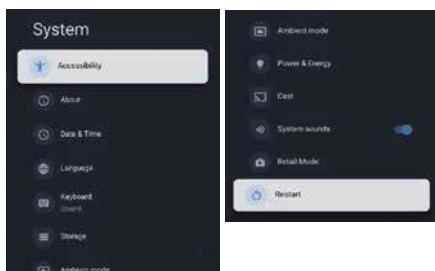 System
Accessibility
About
Date & Time
Language
Keyboard
Storage
Ambient mode
Ambient mode
Power & Energy
Cast
System sounds
Retail Mode
Restart